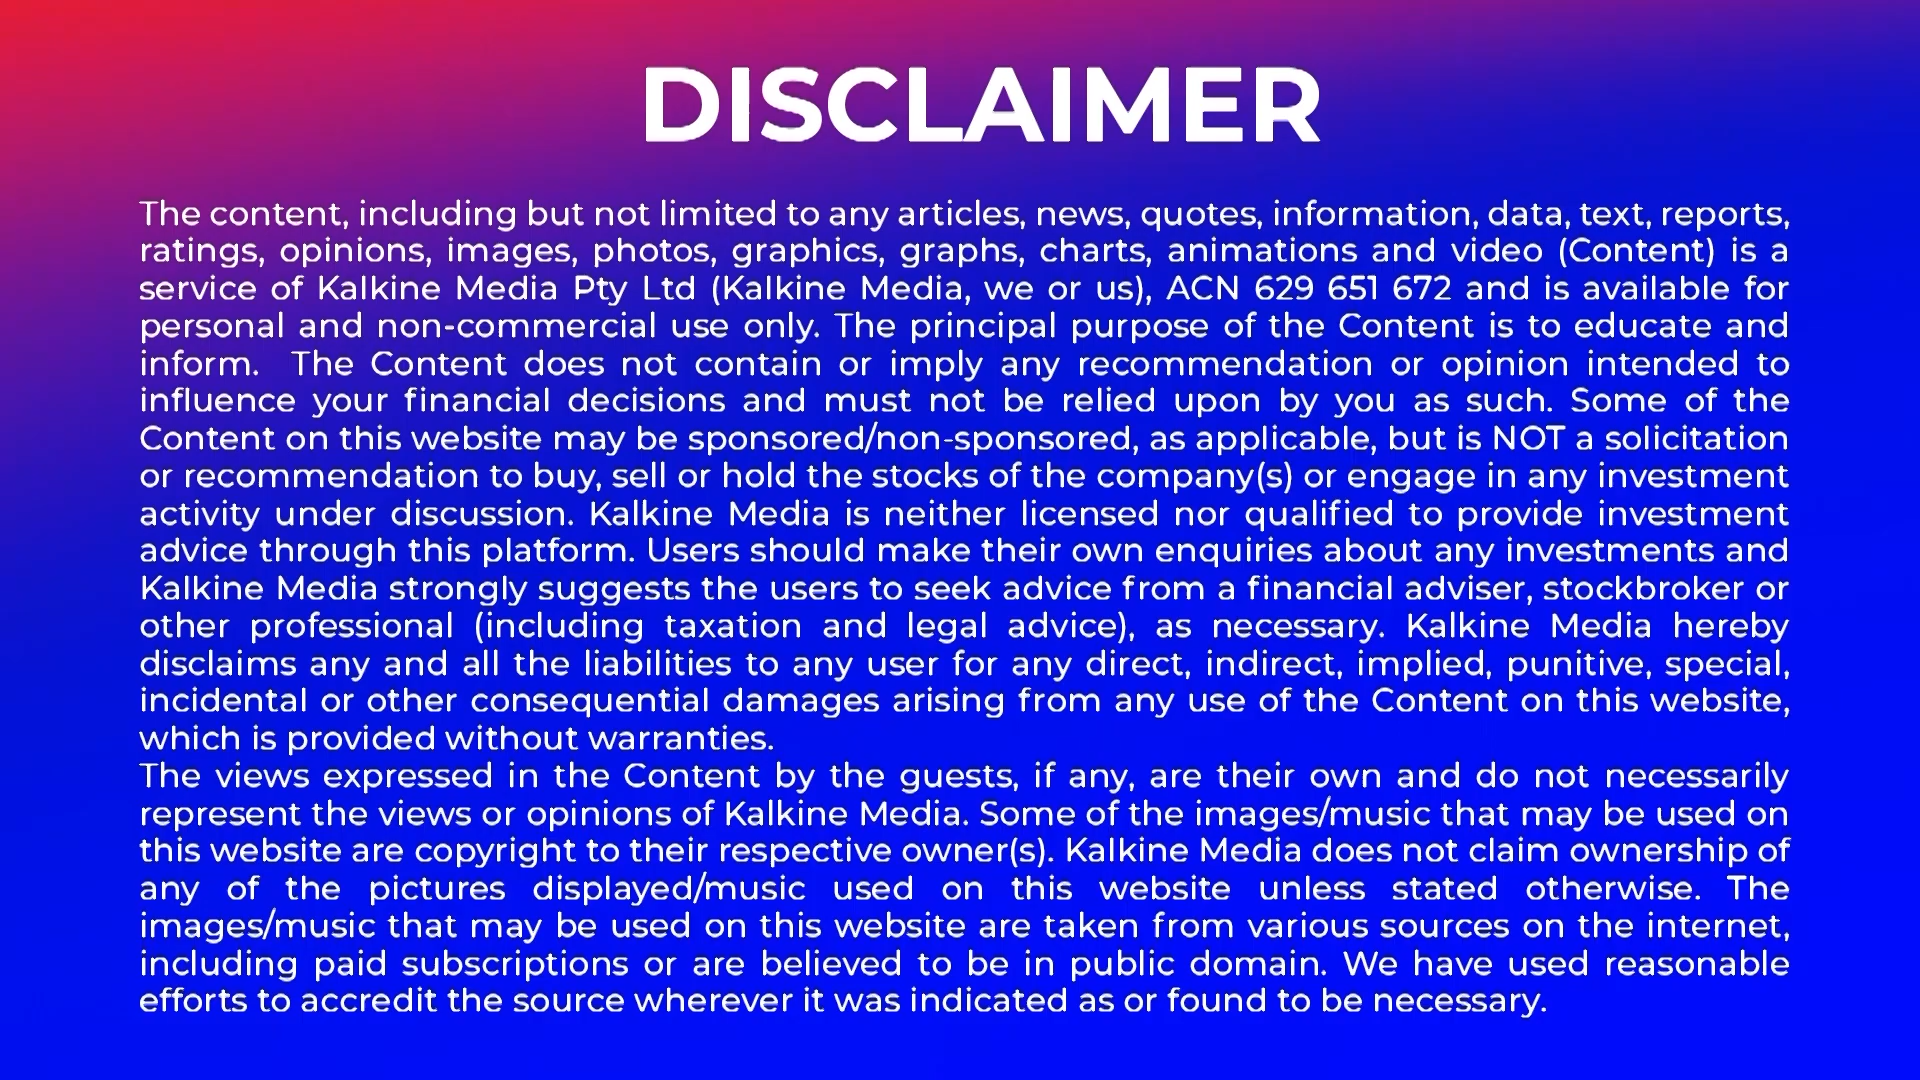 DISCLAIMER
The content, including but not limited to any articles, news, quotes, information, data, text, reports,
ratings, opinions, images, photos, graphics, graphs, charts, animations and video (Content) is a
service of Kalkine Media Pty Ltd (Kalkine Media, we or us), ACN 629 651 672 and is available for
personal and non-commercial use only. The principal purpose of the Content is to educate and
inform.  The Content does not contain or imply any recommendation or opinion intended to
influence your financial decisions and must not be relied upon by you as such. Some of the
Content on this website may be sponsored/non-sponsored, as applicable, but is NOT a solicitation
or recommendation to buy, sell or hold the stocks of the company(s) or engage in any investment
activity under discussion. Kalkine Media is neither licensed nor qualified to provide investment
advice through this platform. Users should make their own enquiries about any investments and
Kalkine Media strongly suggests the users to seek advice from a financial adviser, stockbroker or
other professional (including taxation and legal advice), as necessary. Kalkine Media hereby
disclaims any and all the liabilities to any user for any direct, indirect, implied, punitive, special,
incidental or other consequential damages arising from any use of the Content on this website,
which is provided without warranties.
The views expressed in the Content by the guests, if any, are their own and do not necessarily
represent the views or opinions of Kalkine Media. Some of the images/music that may be used on
this website are copyright to their respective owner(s). Kalkine Media does not claim ownership of
any of the pictures displayed/music used on this website unless stated otherwise. The
images/music that may be used on this website are taken from various sources on the internet,
including paid subscriptions or are believed to be in public domain. We have used reasonable
efforts to accredit the source wherever it was indicated as or found to be necessary.